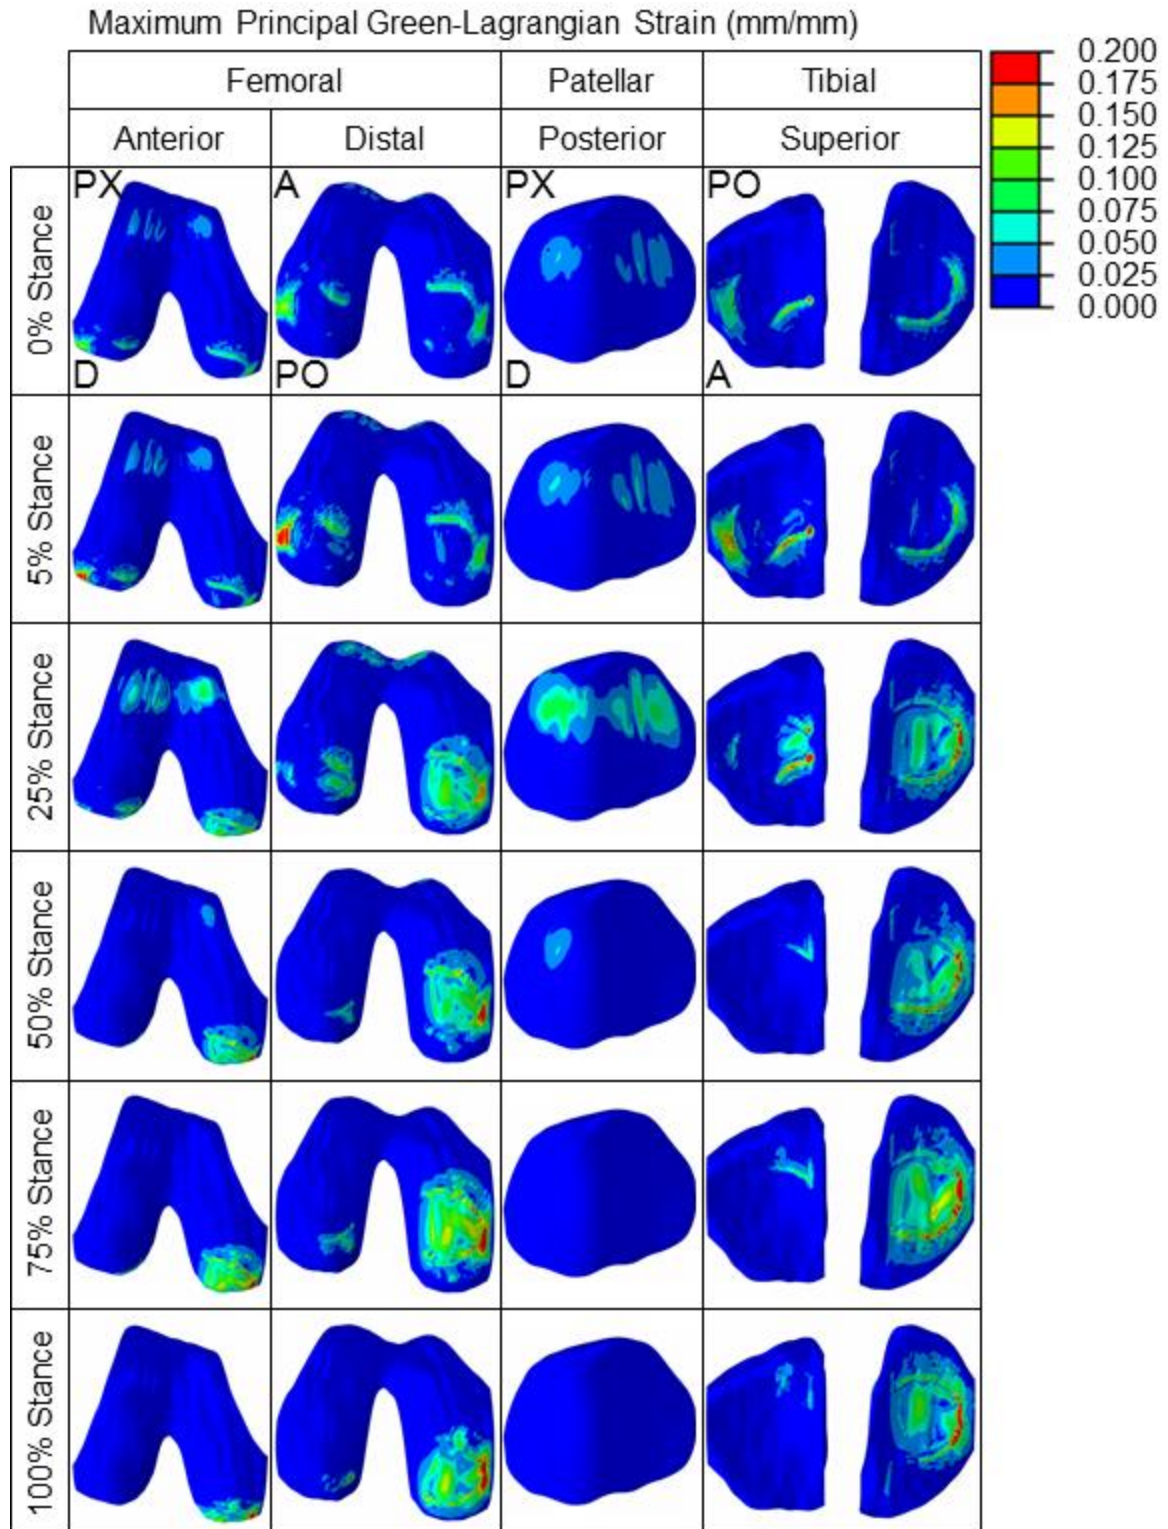 Maximum Principal Green-Lagrangian Strain (mm/mm)
Femoral Patellar Tibial
Anterior Distal Posterior Superior
0.200
0.175
0.150
0.125
0.100
0.075
0.050
0.025
0.000
0% Stance
PX A PX PO
D PO D A
5% Stance
25% Stance
50% Stance
75% Stance
100% Stance